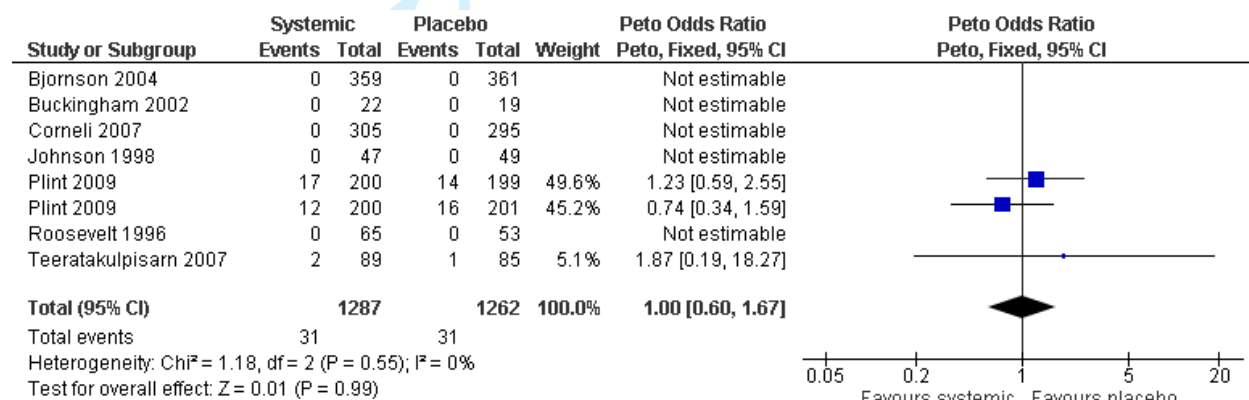 Systemic Placebo Peto Odds Ratio Peto Odds Ratio
Study or Subgroup Events Total Events Total Weight Peto, Fixed, 95% CI Peto, Fixed, 95% CI
Bjornson 2004 0 359 0 361 Not estimable
Buckingham 2002 0 22 0 19 Not estimable
Corneli 2007 0 305 0 295 Not estimable
Johnson 1998 0 47 0 49 Not estimable
Plint 2009 17 200 14 199 49.6% 1.23 [0.59, 2.55]
Plint 2009 12 200 16 201 45.2% 0.74 [0.34, 1.59]
Roosevelt 1996 0 65 0 53 Not estimable
Teeratakulpisarn 2007 2 89 1 85 5.1% 1.87 [0.19, 18.27]
Total (95% CI) 1287 1262 100.0% 1.00 [0.60, 1.67]
Total events 31 31
Heterogeneity: Chi² = 1.18, df = 2 (P = 0.55); I² = 0%
Test for overall effect: Z = 0.01 (P = 0.99)
0.05 0.2 1 5 20
Favours systemic Favours placebo